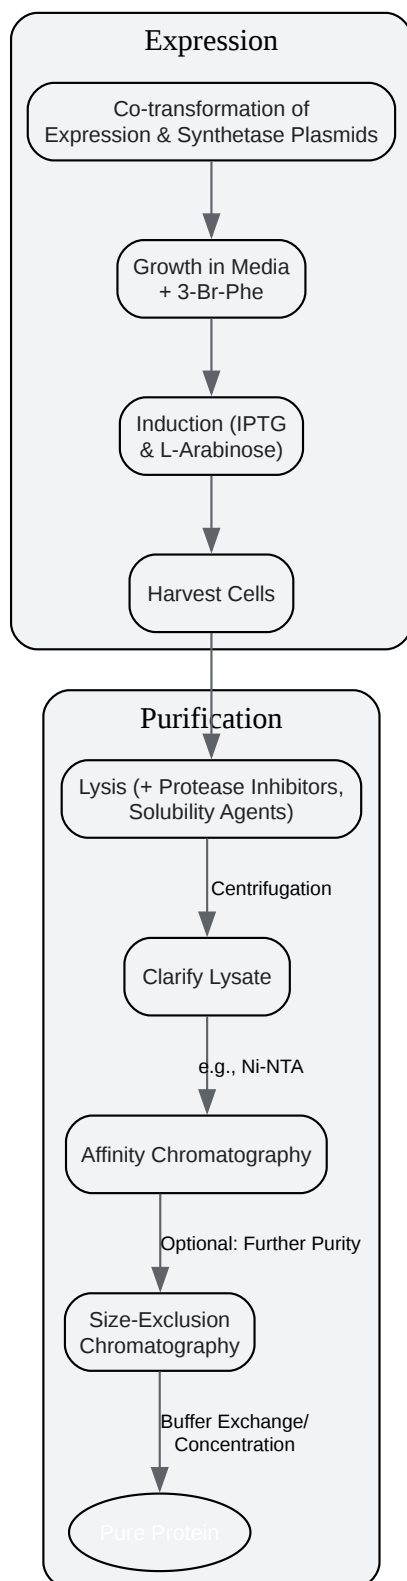 Expression
Co-transformation of
Expression & Synthetase Plasmids
Growth in Media
+ 3-Br-Phe
Induction (IPTG
& L-Arabinose)
Harvest Cells
Purification
Lysis (+ Protease Inhibitors,
Solubility Agents)
Centrifugation
Clarify Lysate
e.g., Ni-NTA
Affinity Chromatography
Optional: Further Purity
Size-Exclusion
Chromatography
Buffer Exchange/
Concentration
Pure Protein